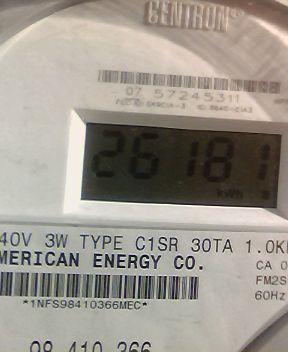 CENTRON®
07 57245311
26181
kWh
40V 3W TYPE C1SR 30TA 1.0K
MERICAN ENERGY CO.
CA 0
FM2S
60Hz
*1NFS98410366MEC*
98 410 366